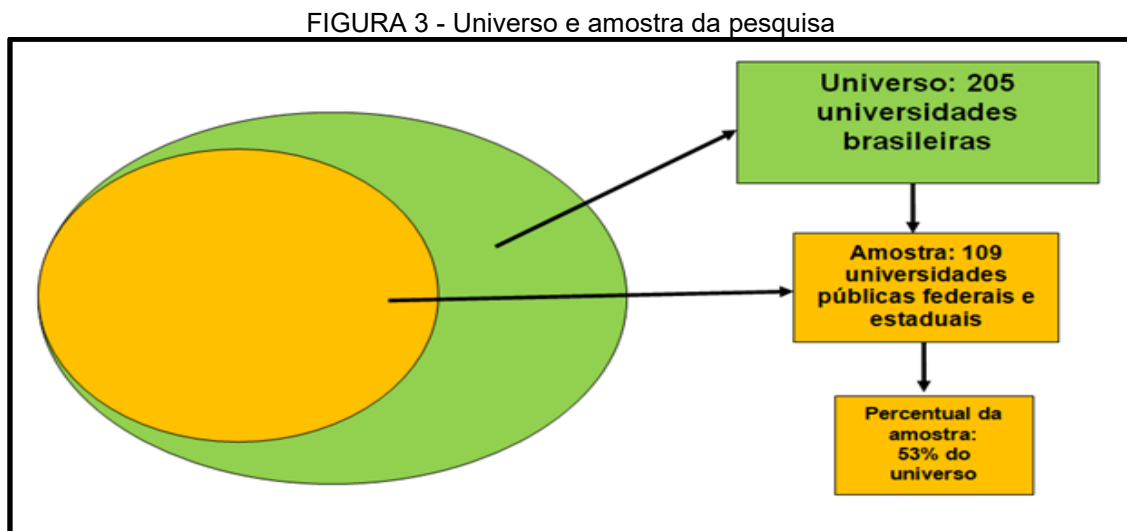 FIGURA 3 - Universo e amostra da pesquisa
Universo: 205
universidades
brasileiras
Amostra: 109
universidades
públicas federais e
estaduais
Percentual da
amostra:
53% do
universo